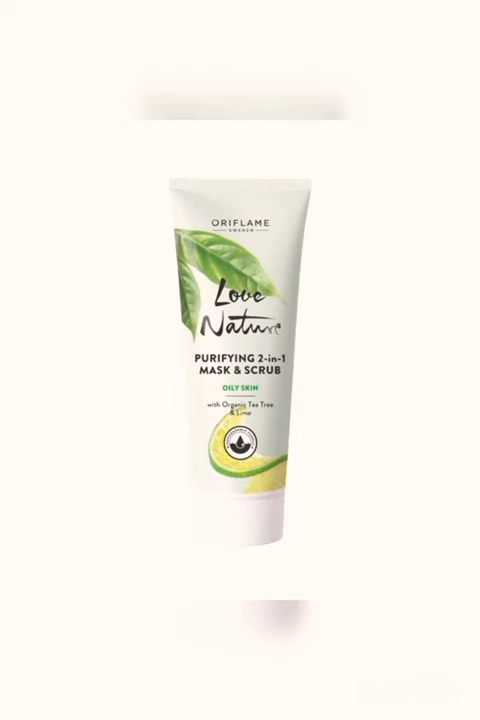 ORIFLAME
SWEDEN
Love
Nature
PURIFYING 2-in-1
MASK & SCRUB
OILY SKIN
with Organic Tea Tree
& Lime